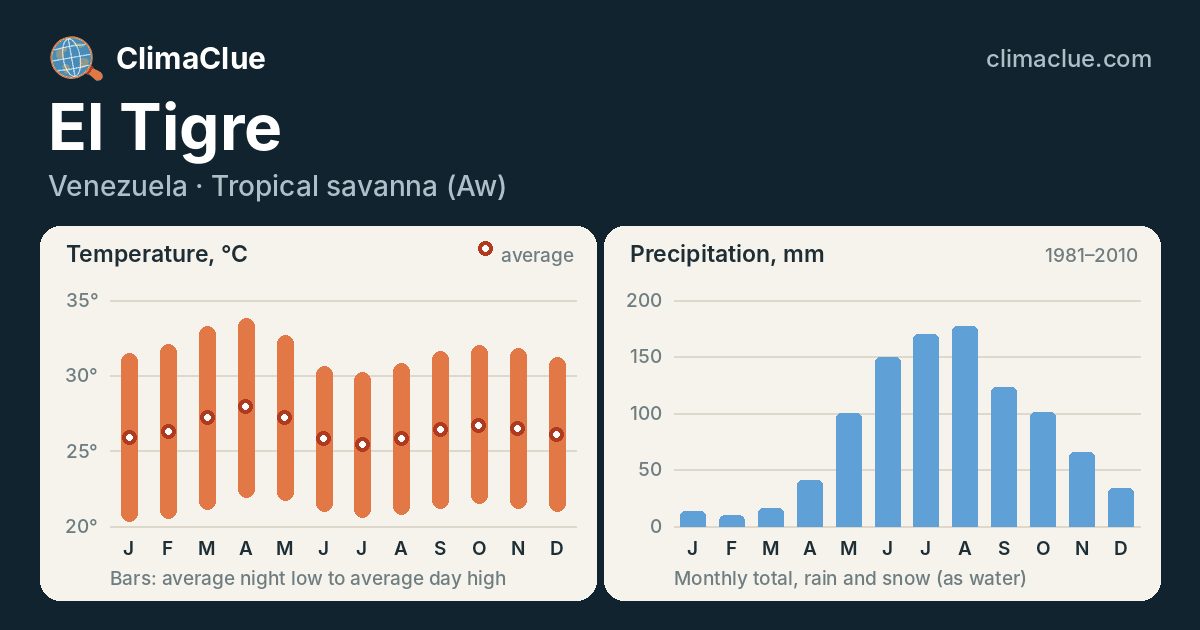 ClimaClue
climaclue.com
El Tigre
Venezuela · Tropical savanna (Aw)
Temperature, °C
average
35°
30°
25°
20°
J F M A M J J A S O N D
Bars: average night low to average day high
Precipitation, mm
1981–2010
200
150
100
50
0
J F M A M J J A S O N D
Monthly total, rain and snow (as water)